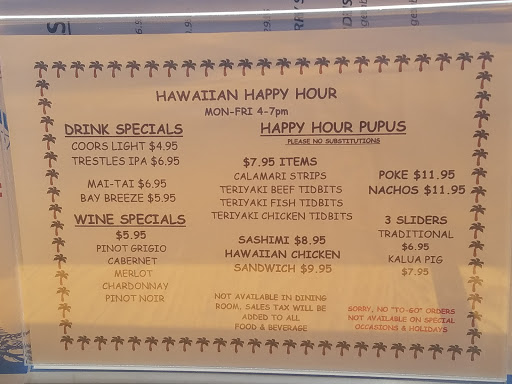 HAWAIIAN HAPPY HOUR
MON-FRI 4-7pm
DRINK SPECIALS
COORS LIGHT $4.95
TRESTLES IPA $6.95
MAI-TAI $6.95
BAY BREEZE $5.95
WINE SPECIALS
$5.95
PINOT GRIGIO
CABERNET
MERLOT
CHARDONNAY
PINOT NOIR
HAPPY HOUR PUPUS
PLEASE NO SUBSTITUTIONS
$7.95 ITEMS
CALAMARI STRIPS
TERIYAKI BEEF TIDBITS
TERIYAKI FISH TIDBITS
TERIYAKI CHICKEN TIDBITS
SASHIMI $8.95
HAWAIIAN CHICKEN
SANDWICH $9.95
POKE $11.95
NACHOS $11.95
3 SLIDERS
TRADITIONAL
$6.95
KALUA PIG
$7.95
NOT AVAILABLE IN DINING
ROOM, SALES TAX WILL BE
ADDED TO ALL
FOOD & BEVERAGE
SORRY, NO "TO-GO" ORDERS
NOT AVAILABLE ON SPECIAL
OCCASIONS & HOLIDAYS